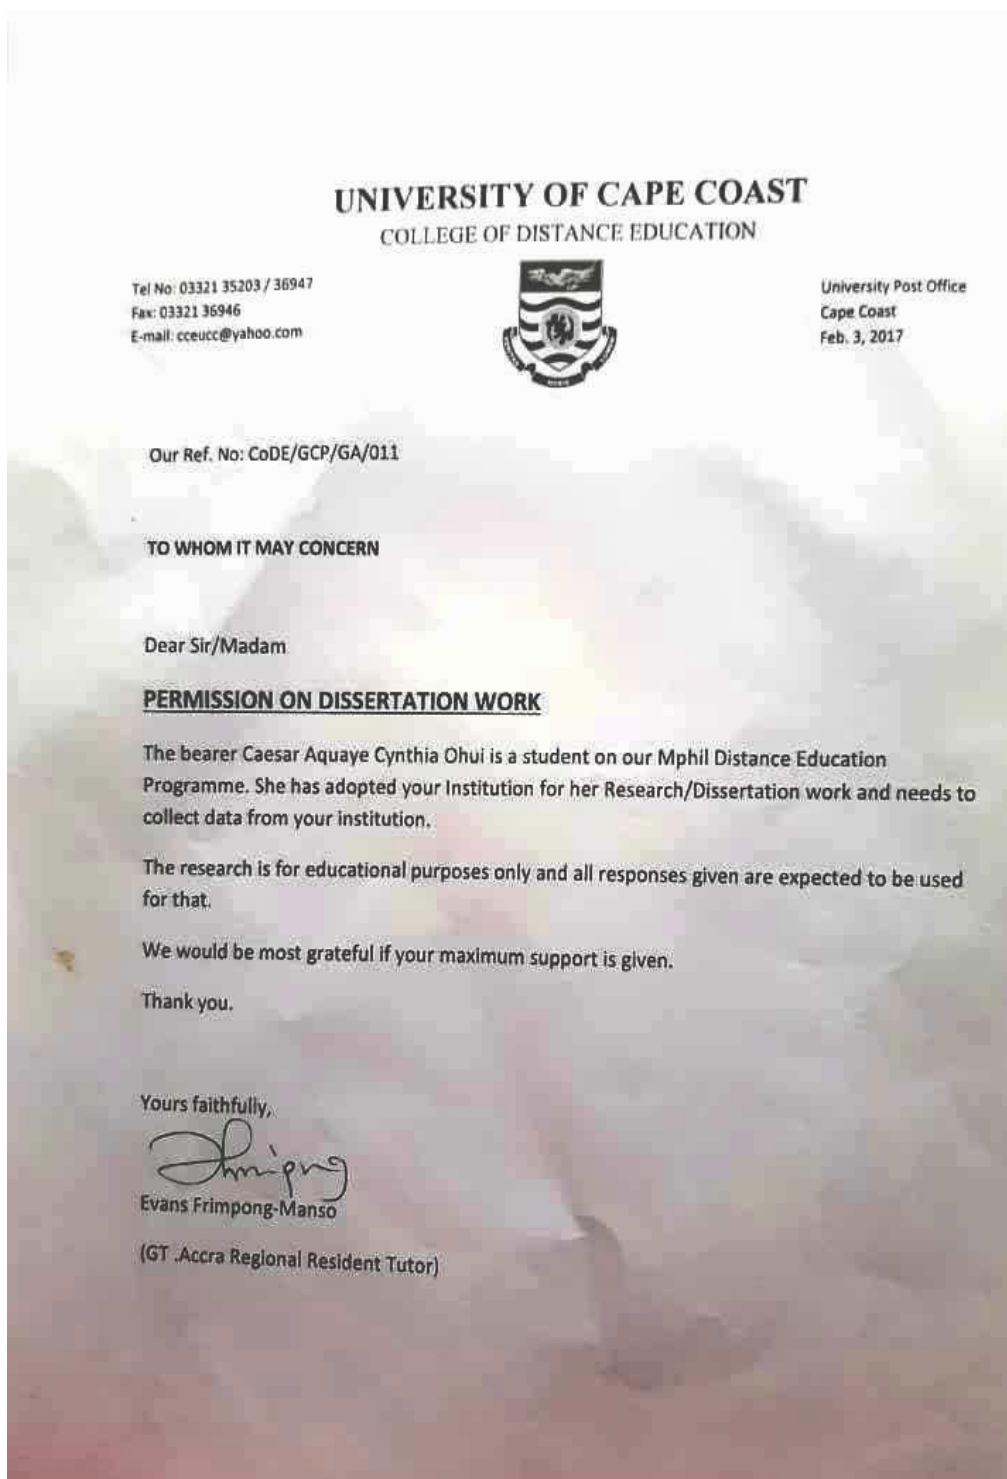 UNIVERSITY OF CAPE COAST
COLLEGE OF DISTANCE EDUCATION
Tel No: 03321 35203 / 36947
Fax: 03321 36946
E-mail: cceucc@yahoo.com
University Post Office
Cape Coast
Feb. 3, 2017
Our Ref. No: CoDE/GCP/GA/011
TO WHOM IT MAY CONCERN
Dear Sir/Madam
PERMISSION ON DISSERTATION WORK
The bearer Caesar Aquaye Cynthia Ohui is a student on our Mphil Distance Education
Programme. She has adopted your Institution for her Research/Dissertation work and needs to
collect data from your institution.
The research is for educational purposes only and all responses given are expected to be used
for that.
We would be most grateful if your maximum support is given.
Thank you.
Yours faithfully,
Evans Frimpong-Manso
(GT .Accra Regional Resident Tutor)